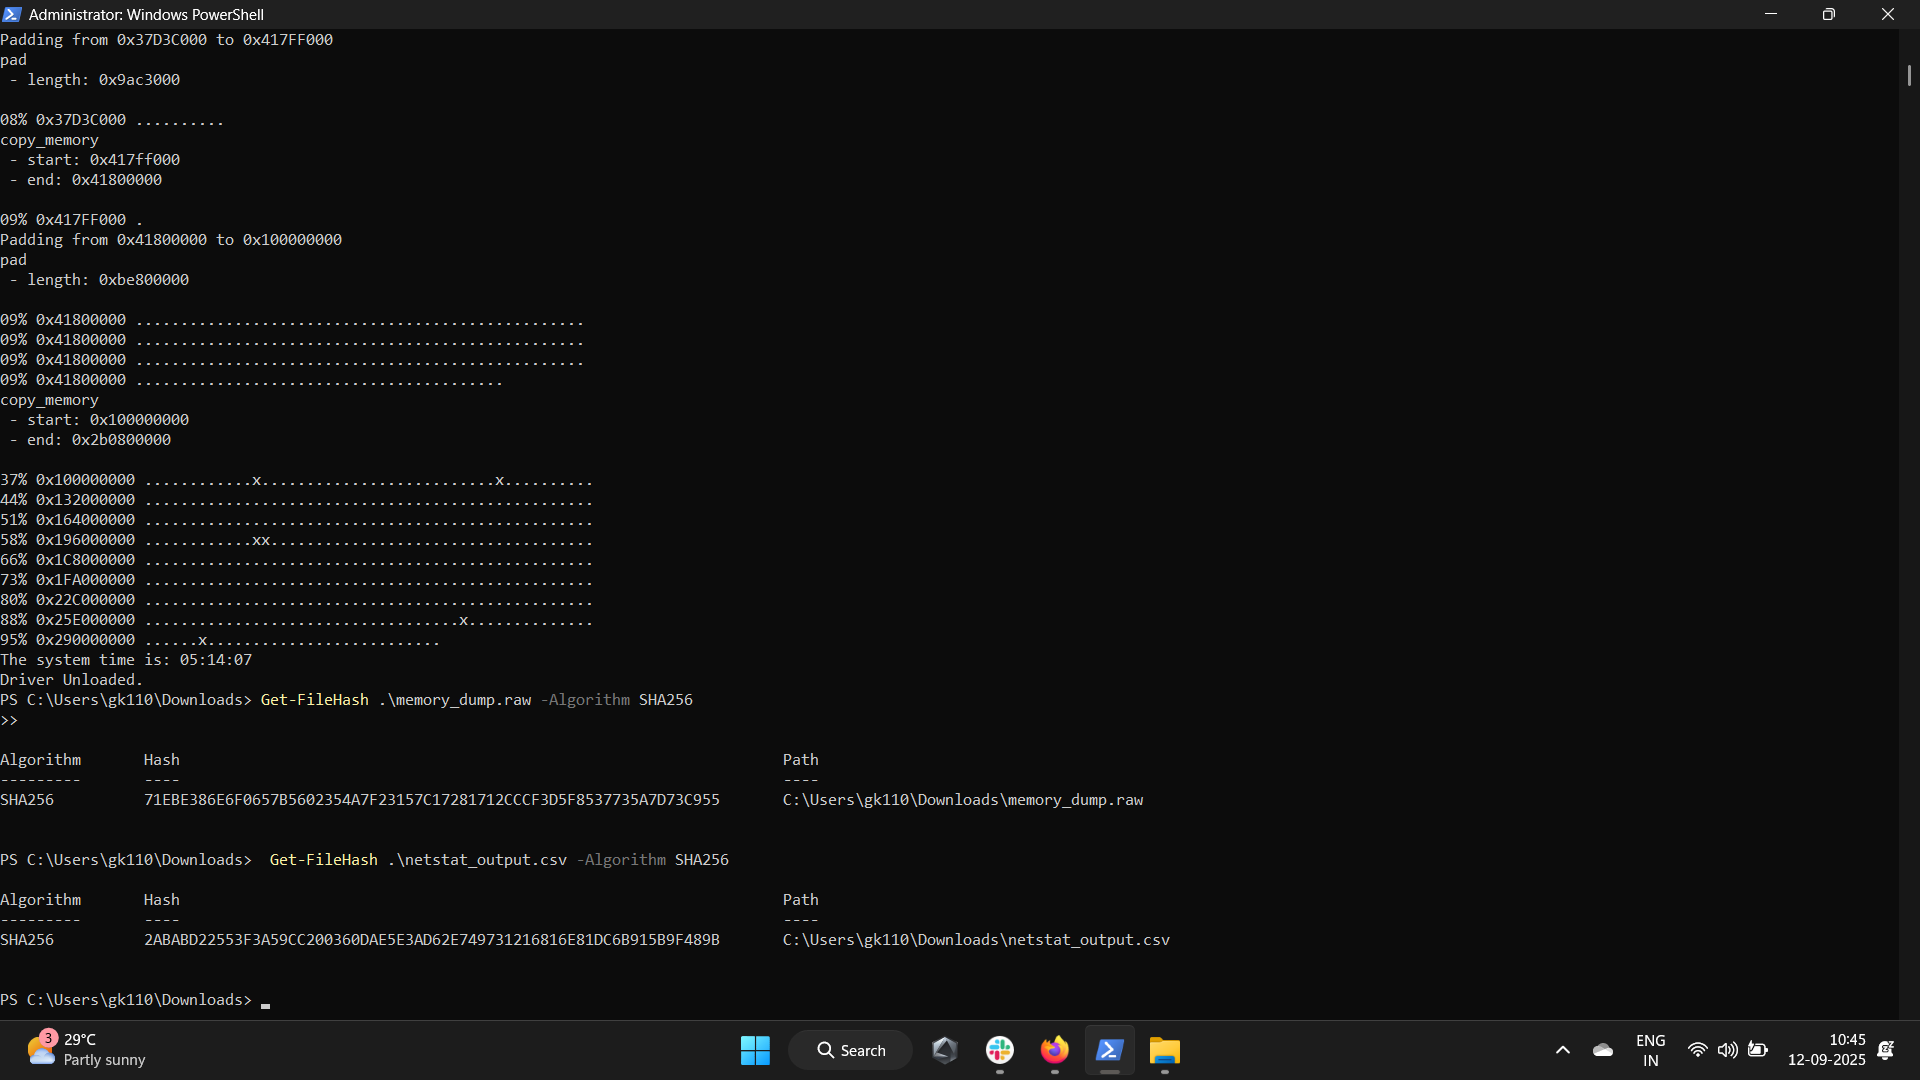 Administrator: Windows PowerShell
Padding from 0x37D3C000 to 0x417FF000
pad
 - length: 0x9ac3000
08% 0x37D3C000 ..........
copy_memory
 - start: 0x417ff000
 - end: 0x41800000
09% 0x417FF000 .
Padding from 0x41800000 to 0x100000000
pad
 - length: 0xbe800000
09% 0x41800000 ..................................................
09% 0x41800000 ..................................................
09% 0x41800000 ..................................................
09% 0x41800000 .........................................
copy_memory
 - start: 0x100000000
 - end: 0x2b0800000
37% 0x100000000 ............x..........................x..........
44% 0x132000000 ..................................................
51% 0x164000000 ..................................................
58% 0x196000000 ............xx....................................
66% 0x1C8000000 ..................................................
73% 0x1FA000000 ..................................................
80% 0x22C000000 ..................................................
88% 0x25E000000 ...................................x..............
95% 0x290000000 ......x..........................
The system time is: 05:14:07
Driver Unloaded.
PS C:\Users\gk110\Downloads> Get-FileHash .\memory_dump.raw -Algorithm SHA256
>>
Algorithm       Hash                                                                   Path
---------       ----                                                                   ----
SHA256          71EBE386E6F0657B5602354A7F23157C17281712CCCF3D5F8537735A7D73C955       C:\Users\gk110\Downloads\memory_dump.raw
PS C:\Users\gk110\Downloads>  Get-FileHash .\netstat_output.csv -Algorithm SHA256
Algorithm       Hash                                                                   Path
---------       ----                                                                   ----
SHA256          2ABABD22553F3A59CC200360DAE5E3AD62E749731216816E81DC6B915B9F489B       C:\Users\gk110\Downloads\netstat_output.csv
PS C:\Users\gk110\Downloads>
3
29°C
Partly sunny
Search
ENG
IN
10:45
12-09-2025